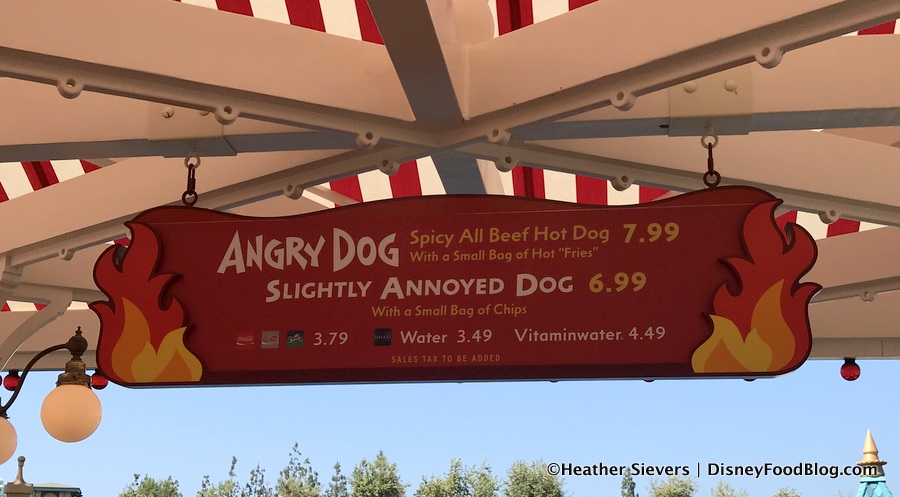 ANGRY DOG Spicy All Beef Hot Dog 7.99
With a Small Bag of Hot "Fries"
SLIGHTLY ANNOYED DOG 6.99
With a Small Bag of Chips
3.79 Water 3.49 Vitaminwater 4.49
SALES TAX TO BE ADDED
©Heather Sievers | DisneyFoodBlog.com